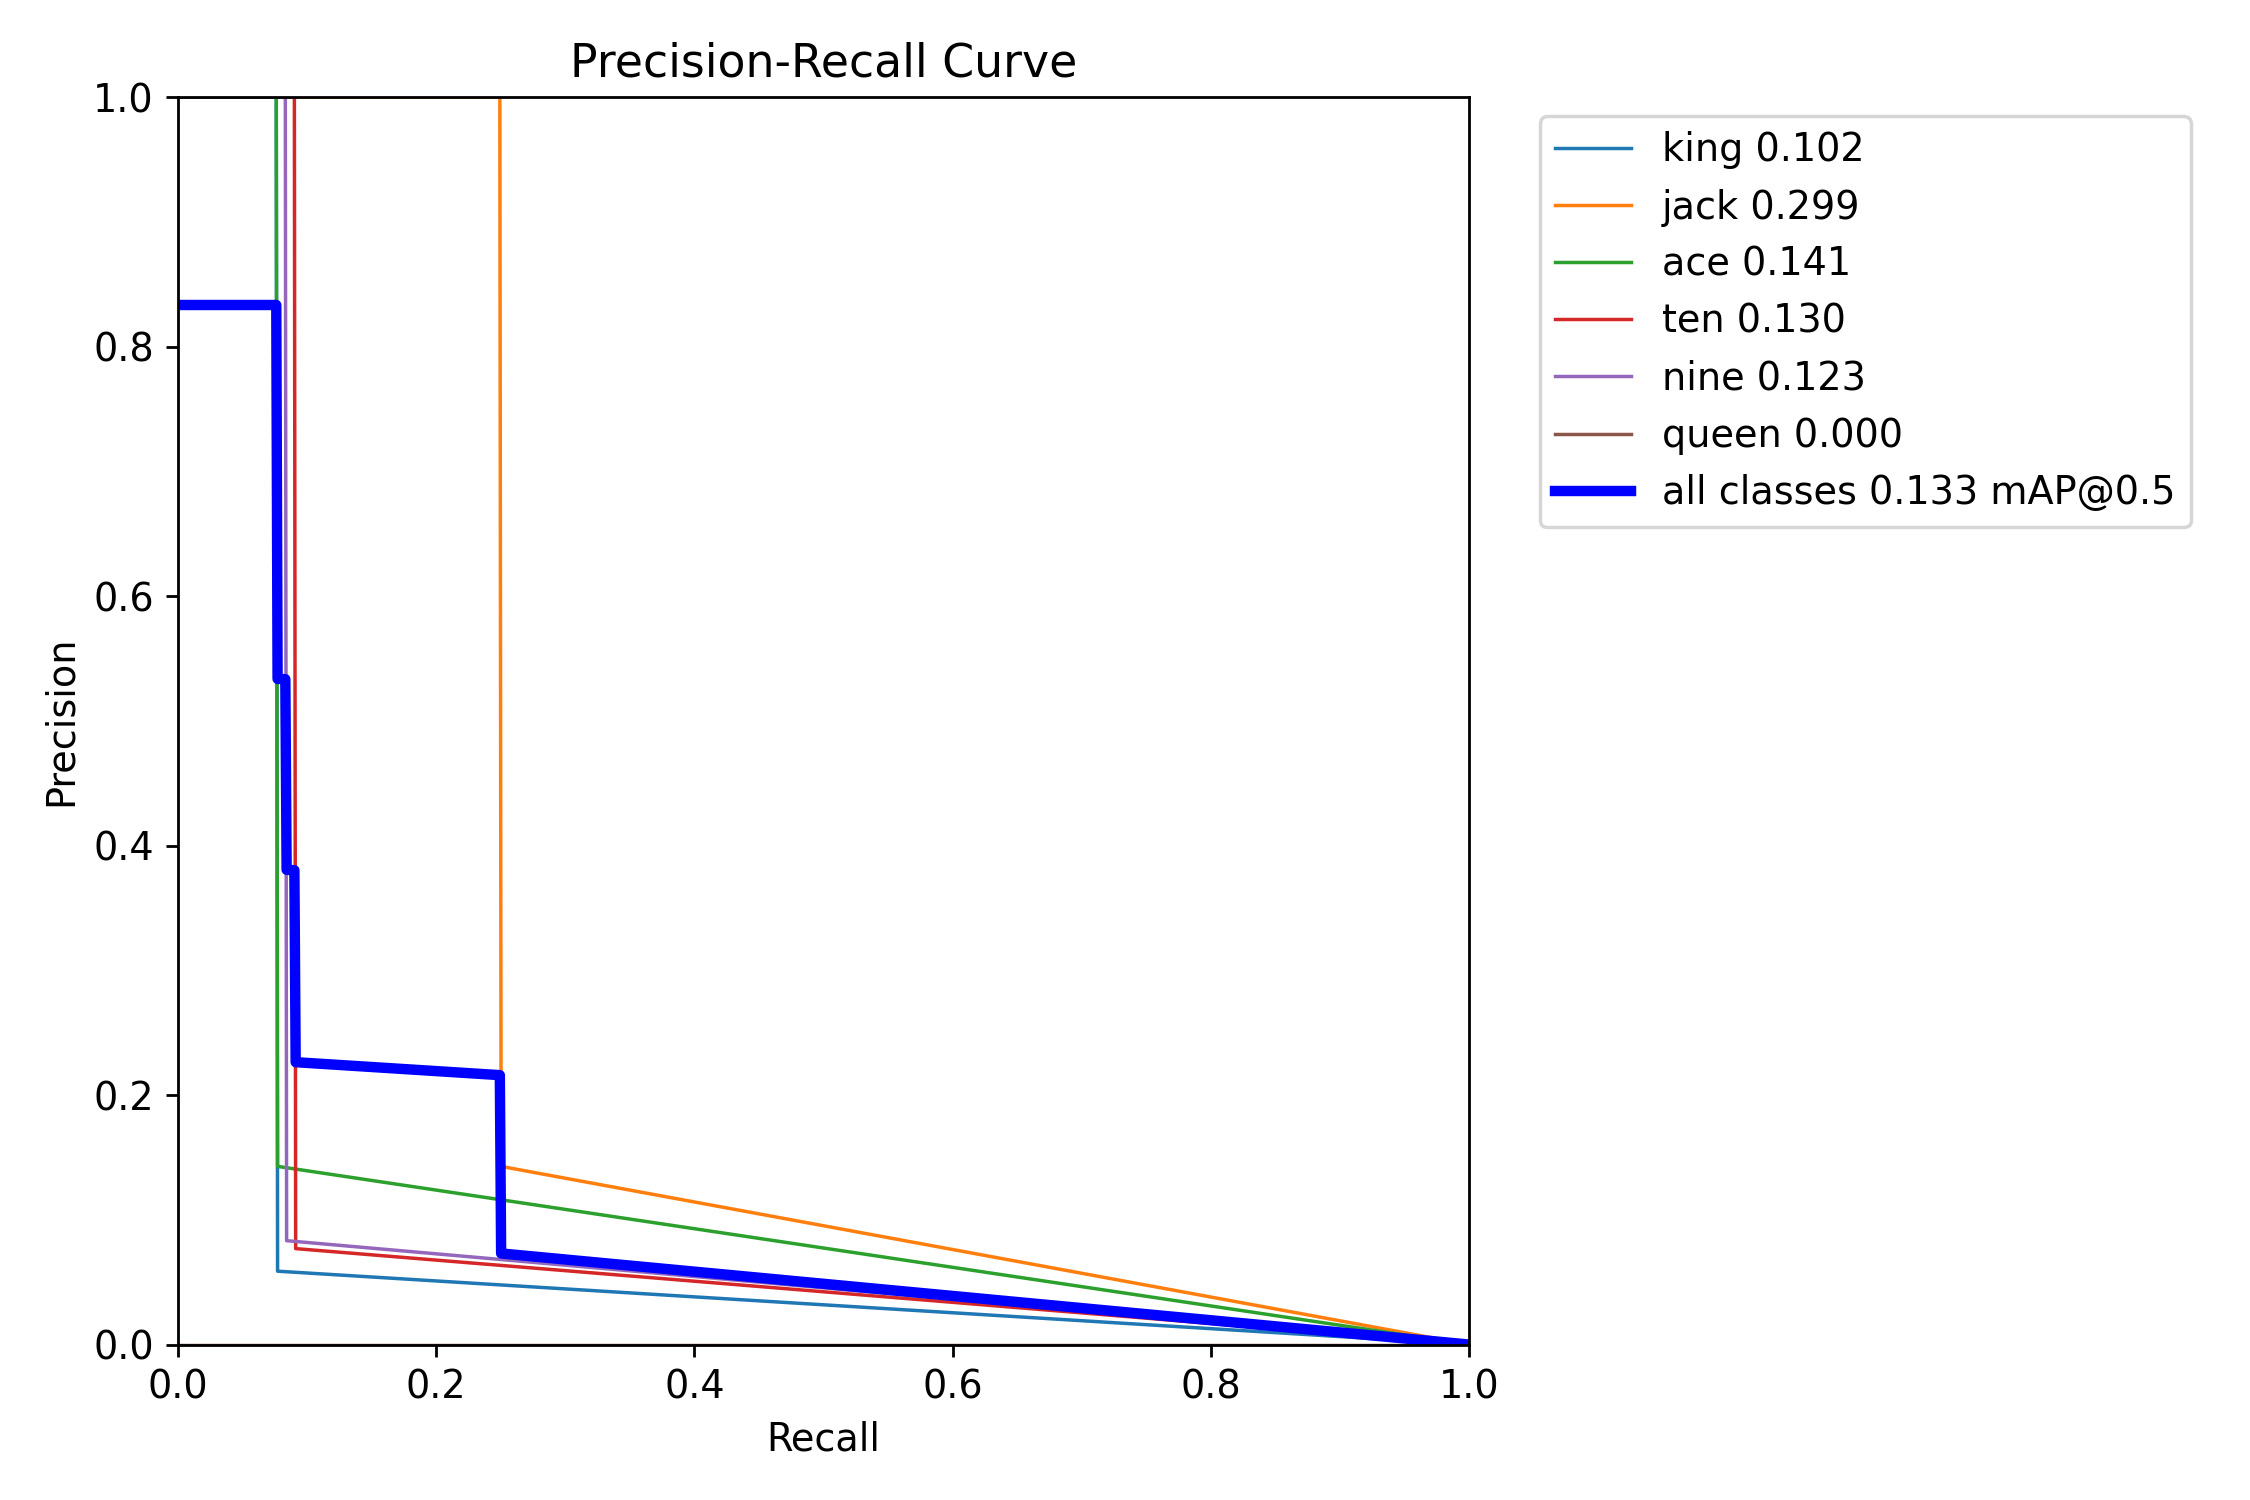 Precision-Recall Curve
1.0
0.8
0.6
0.4
0.2
0.0
Precision
0.0 0.2 0.4 0.6 0.8 1.0
Recall
king 0.102
jack 0.299
ace 0.141
ten 0.130
nine 0.123
queen 0.000
all classes 0.133 mAP@0.5